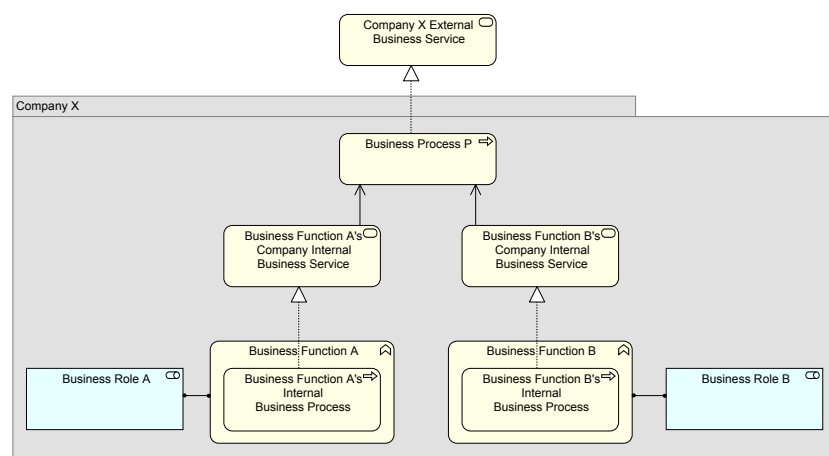 Company X External
Business Service
Company X
Business Process P
Business Function A's
Company Internal
Business Service
Business Function B's
Company Internal
Business Service
Business Function A
Business Function B
Business Role A
Business Function A's
Internal
Business Process
Business Function B's
Internal
Business Process
Business Role B